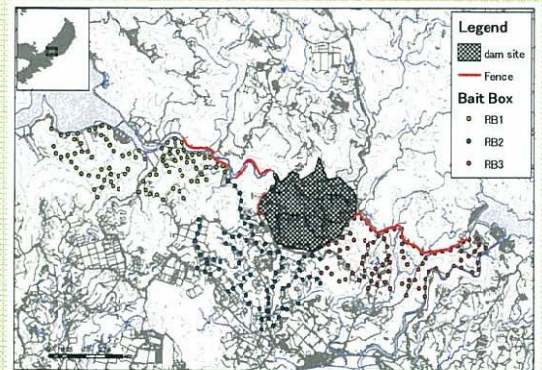 Legend
dam site
Fence
Bait Box
RB1
RB2
RB3